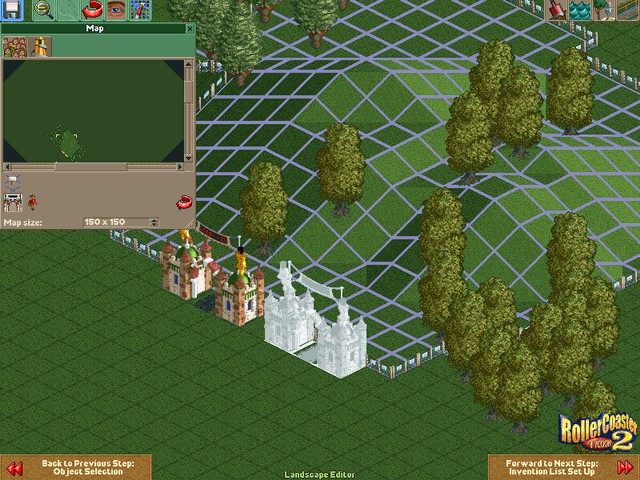 Map
Map size:
150 x 150
RollerCoaster
Tycoon 2
Back to Previous Step:
Object Selection
Landscape Editor
Forward to Next Step:
Invention List Set Up